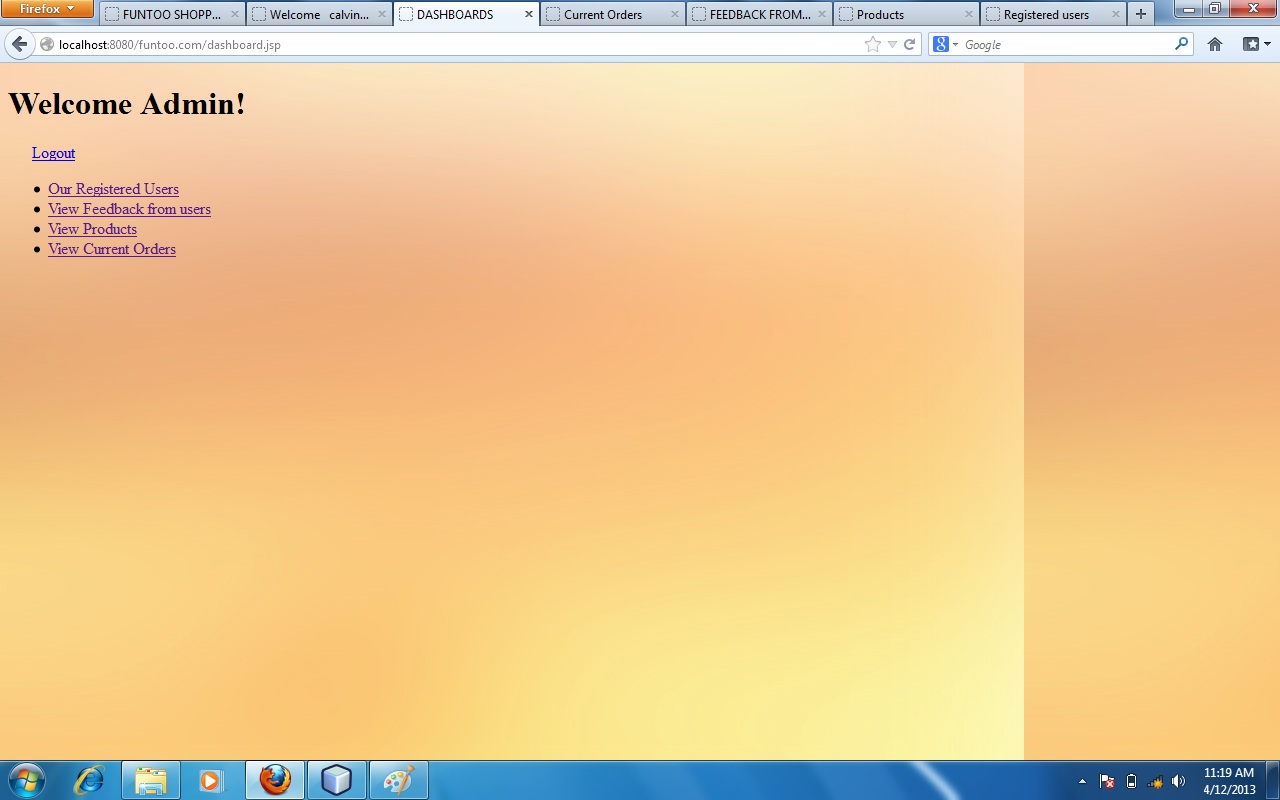 Firefox
FUNTOO SHOPP...
Welcome calvin...
DASHBOARDS
Current Orders
FEEDBACK FROM...
Products
Registered users
localhost:8080/funtoo.com/dashboard.jsp
Google
Welcome Admin!
Logout
Our Registered Users
View Feedback from users
View Products
View Current Orders
11:19 AM
4/12/2013